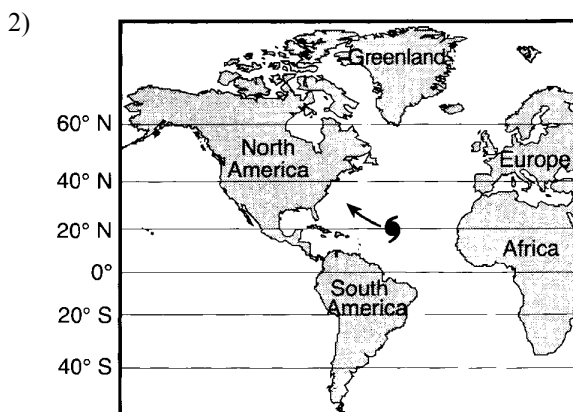 2)
Greenland
60° N
North
America
Europe
40° N
20° N
Africa
0°
South
America
20° S
40° S